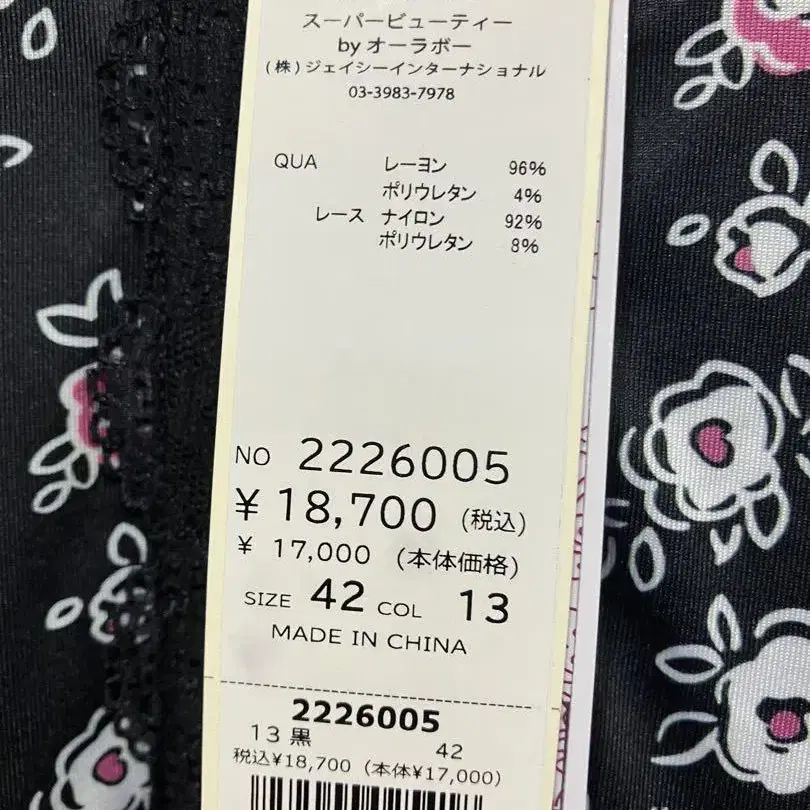 スーパービューティー
by オーラボー
(株)ジェイシーインターナショナル
03-3983-7978
QUA レーヨン 96%
ポリウレタン 4%
レース ナイロン 92%
ポリウレタン 8%
NO 2226005
¥18,700 (税込)
¥ 17,000 (本体価格)
SIZE 42 COL 13
MADE IN CHINA
2226005
13 黒 42
税込¥18,700 (本体¥17,000)